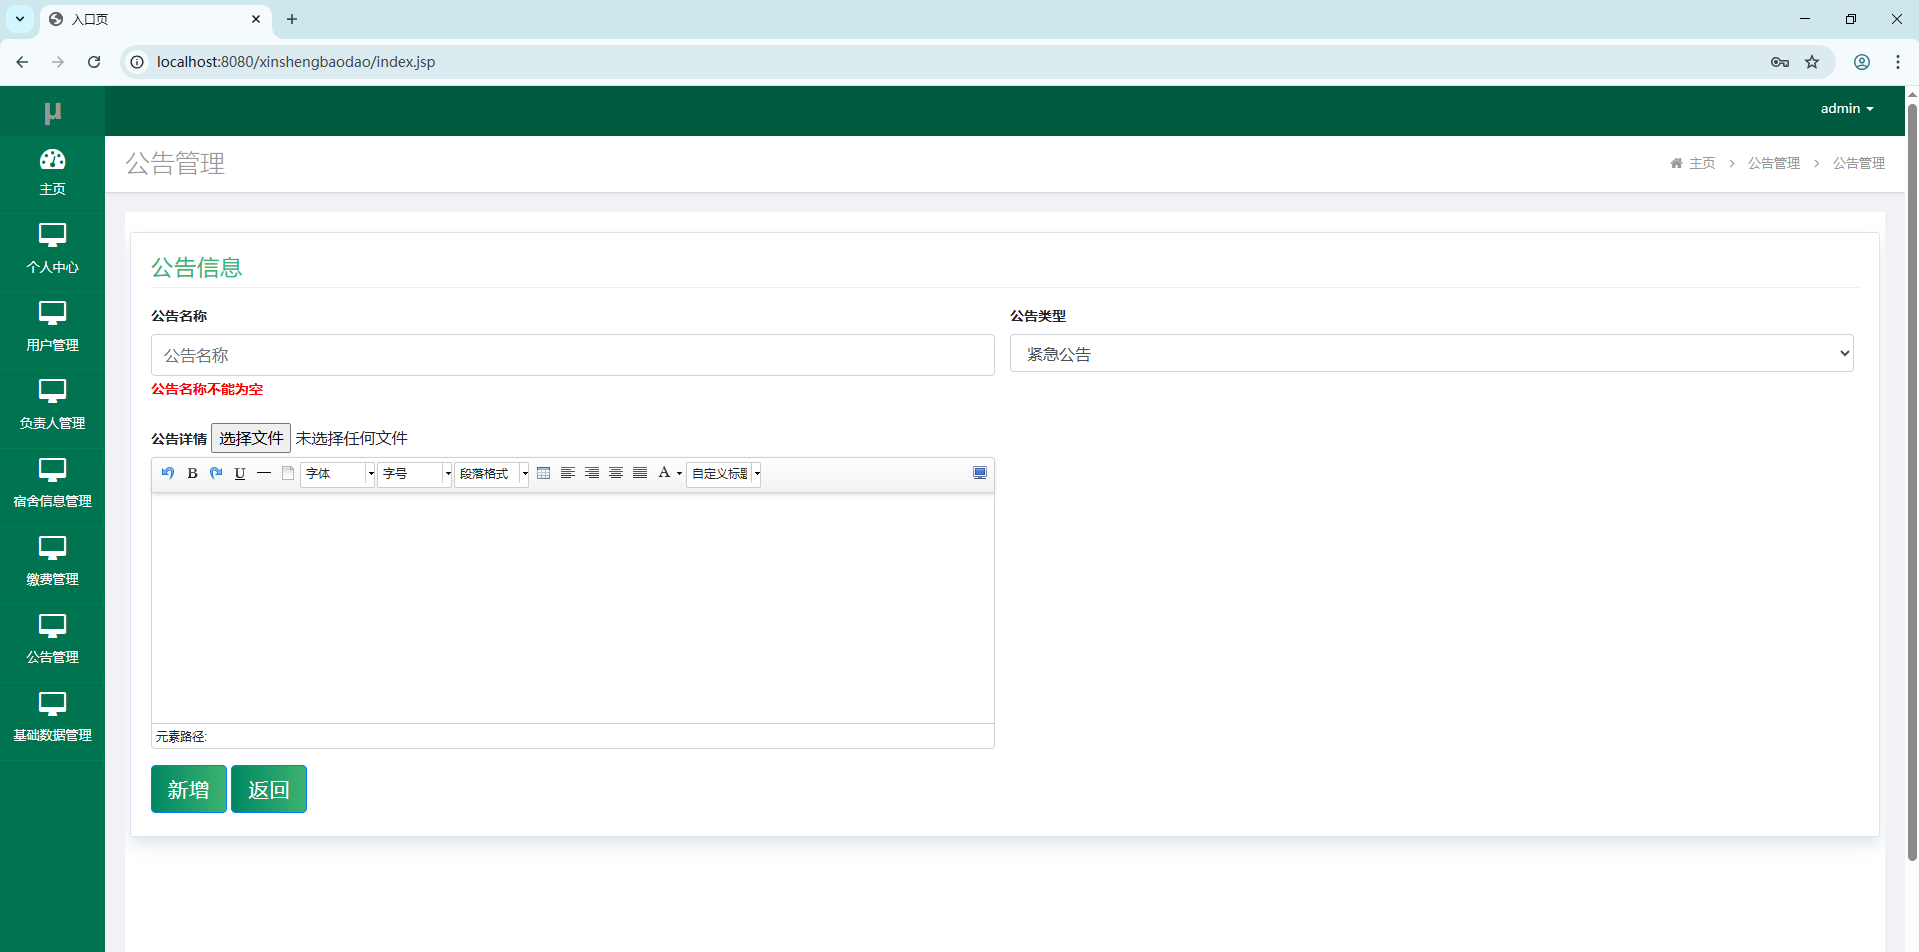 入口页
localhost:8080/xinshengbaodao/index.jsp
μ
admin
公告管理
主页 > 公告管理 > 公告管理
主页
个人中心
用户管理
负责人管理
宿舍信息管理
缴费管理
公告管理
基础数据管理
公告信息
公告名称
公告类型
公告名称
紧急公告
公告名称不能为空
公告详情 选择文件 未选择任何文件
B U 字体 字号 段落格式 A 自定义标题
元素路径:
新增 返回